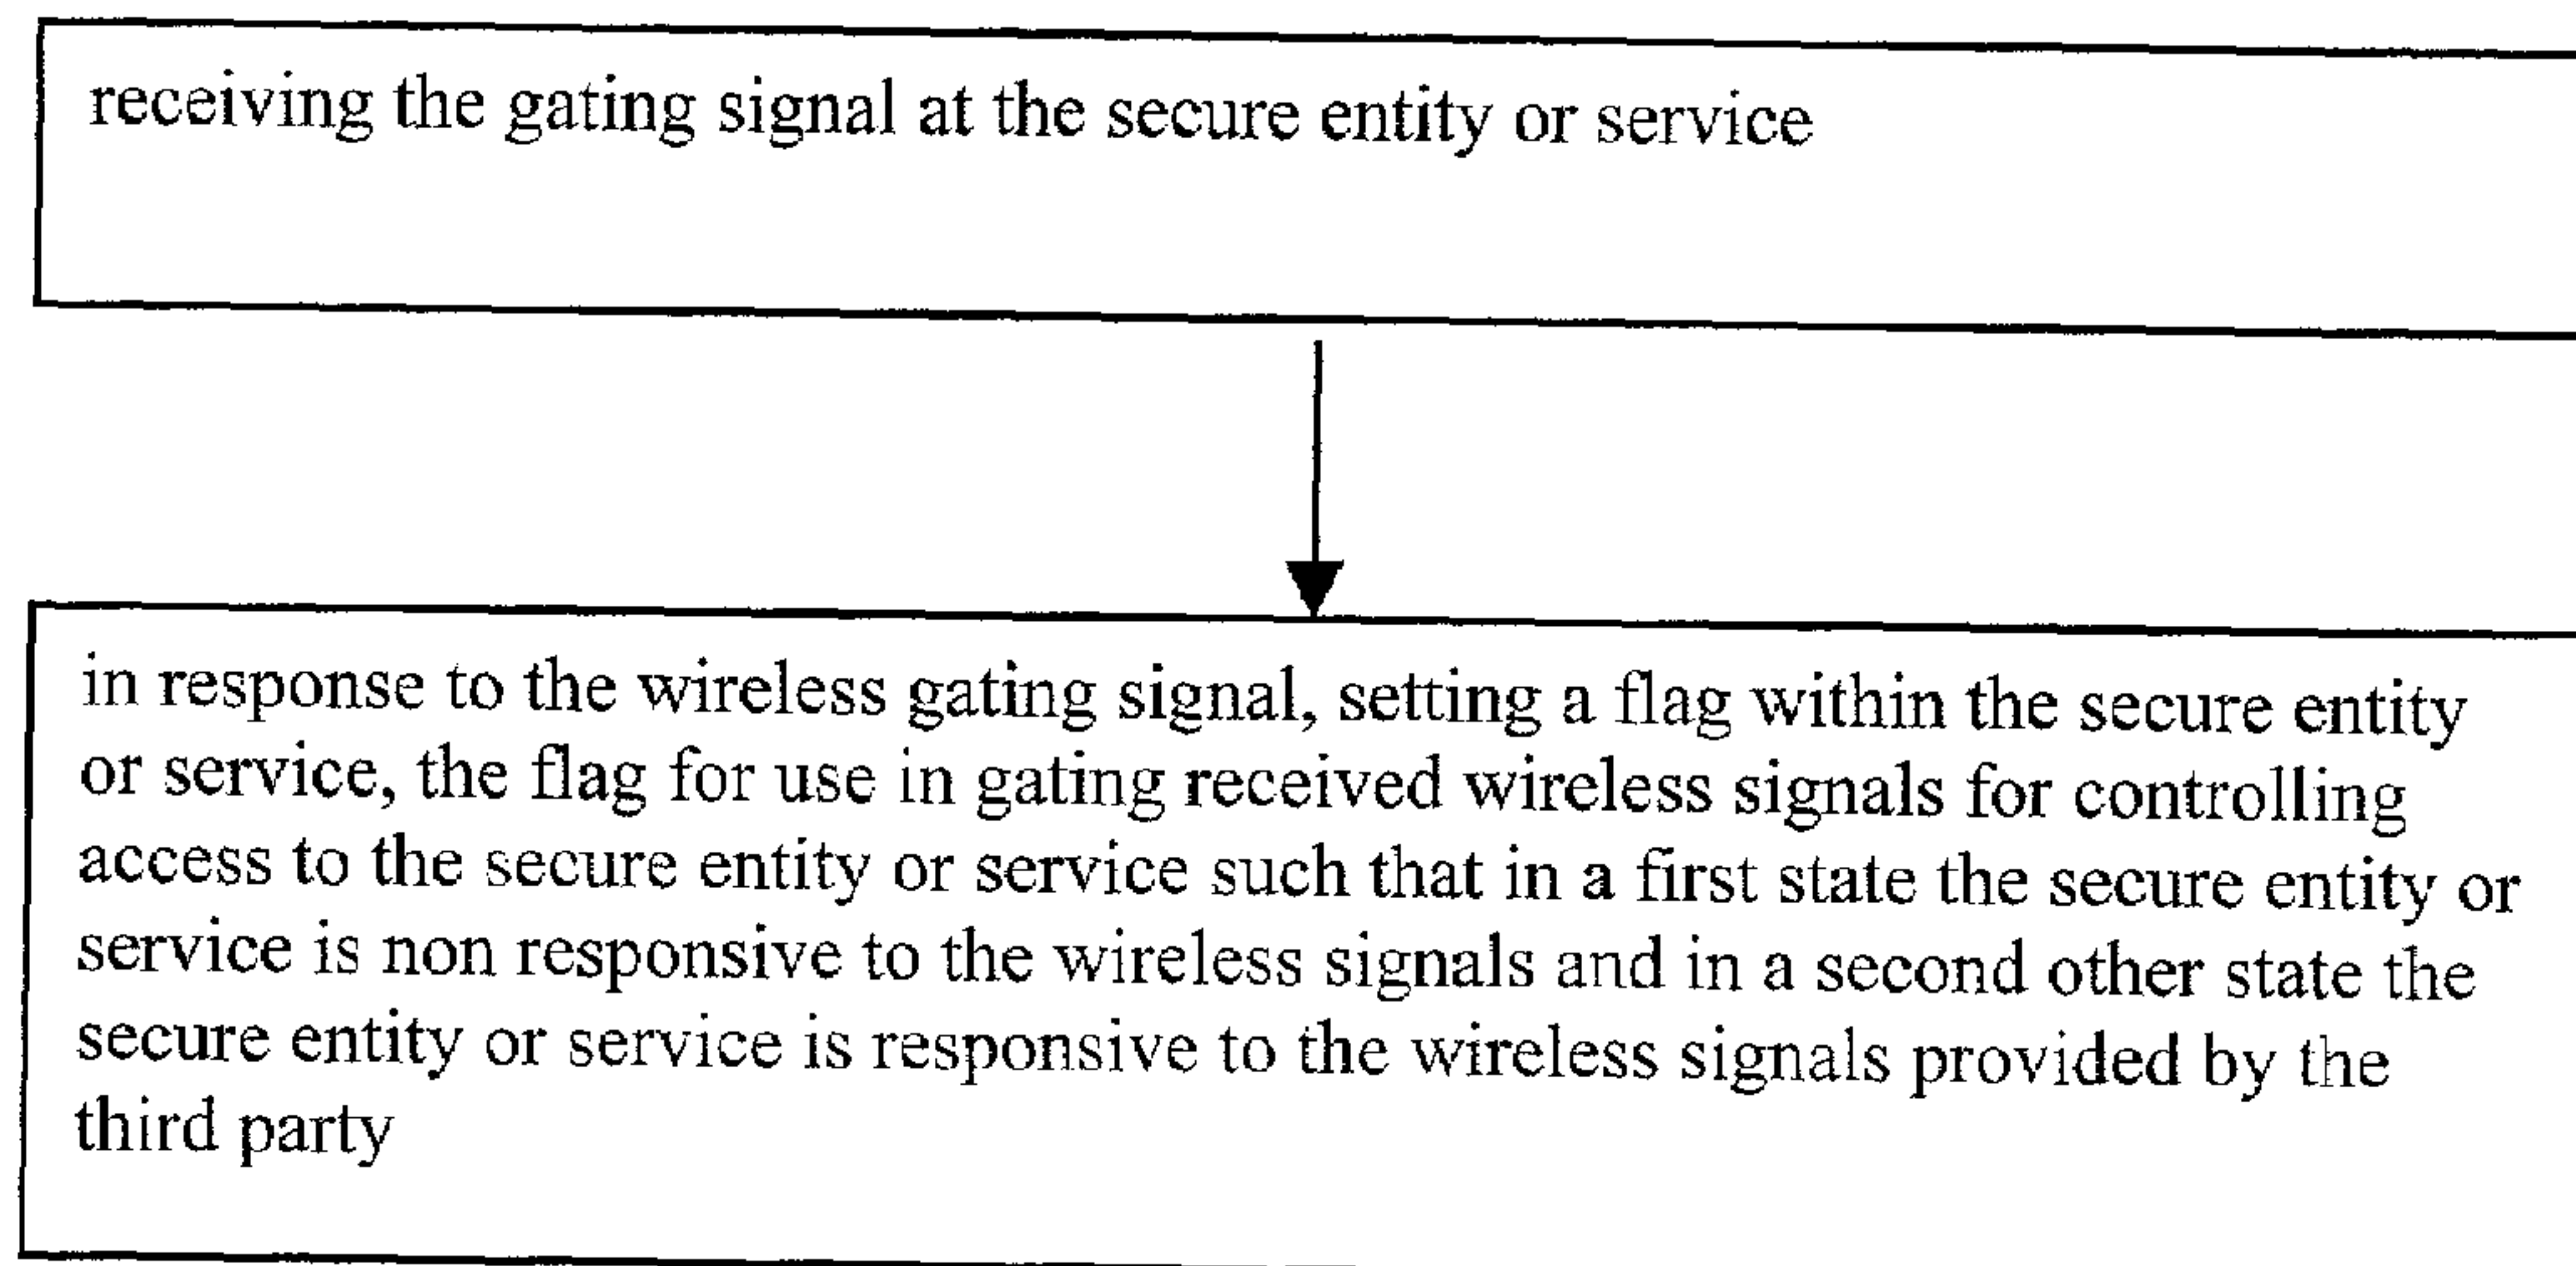 receiving the gating signal at the secure entity or service
in response to the wireless gating signal, setting a flag within the secure entity
or service, the flag for use in gating received wireless signals for controlling
access to the secure entity or service such that in a first state the secure entity or
service is non responsive to the wireless signals and in a second other state the
secure entity or service is responsive to the wireless signals provided by the
third party